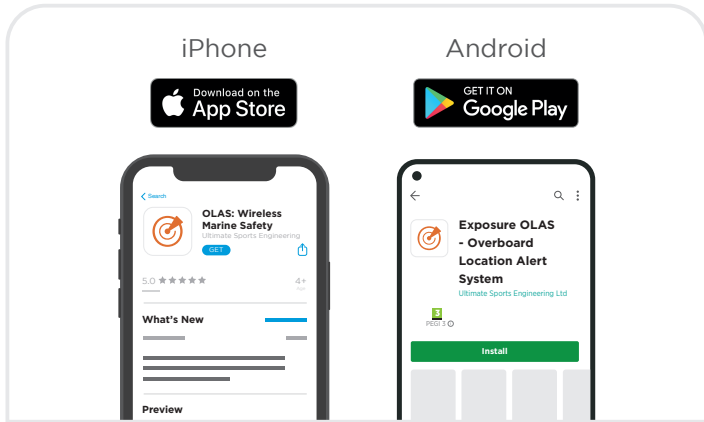 iPhone
Android
Download on the
App Store
GET IT ON
Google Play
Search
OLAS: Wireless
Marine Safety
Ultimate Sports Engineering
GET
5.0 ★★★★★
4+
Age
What's New
Preview
Exposure OLAS
- Overboard
Location Alert
System
Ultimate Sports Engineering Ltd
3
PEGI 3
Install